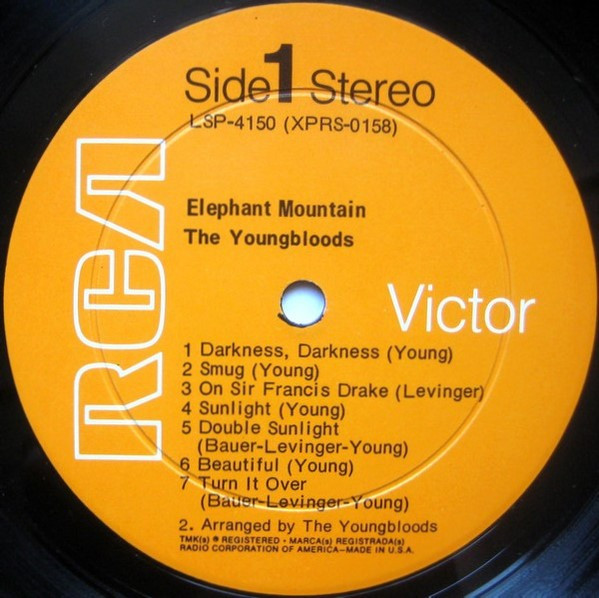 Side 1 Stereo
LSP-4150 (XPRS-0158)
Elephant Mountain
The Youngbloods
RCA
Victor
1 Darkness, Darkness (Young)
2 Smug (Young)
3 On Sir Francis Drake (Levinger)
4 Sunlight (Young)
5 Double Sunlight
(Bauer-Levinger-Young)
6 Beautiful (Young)
7 Turn It Over
(Bauer-Levinger-Young)
2. Arranged by The Youngbloods
TMK(s) ® REGISTERED • MARCA(s) REGISTRADA(s)
RADIO CORPORATION OF AMERICA—MADE IN U.S.A.